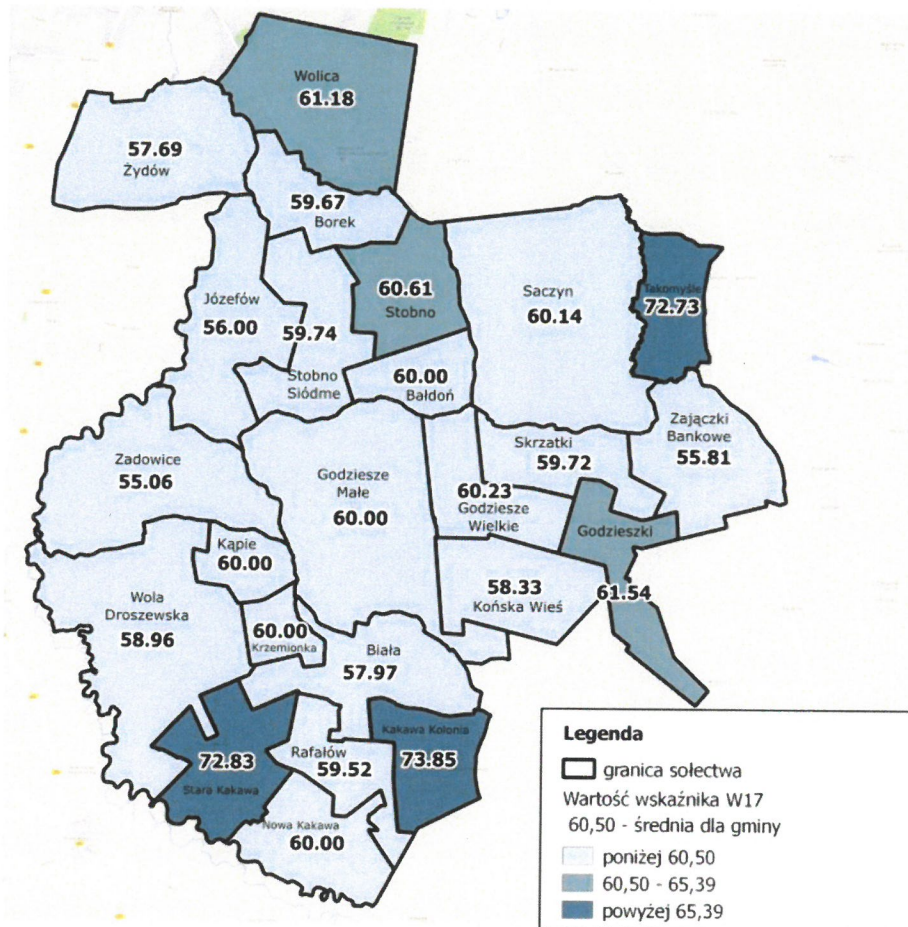 Wolica
61.18
57.69
Żydów
59.67
Borek
60.61
Stobno
Saczyn
60.14
Takomyśle
72.73
Józefów
56.00
59.74
Stobno
Siódme
60.00
Bałdoń
Zajączki
Bankowe
55.81
Skrzatki
59.72
Zadowice
55.06
Godziesze
Małe
60.00
60.23
Godziesze
Wielkie
Godzieszki
61.54
Kąpie
60.00
Wola
Droszewska
58.96
58.33
Końska Wieś
60.00
Krzemionka
Biała
57.97
Kakawa Kolonia
73.85
72.83
Stara Kakawa
Rafałów
59.52
Nowa Kakawa
60.00
Legenda
granica sołectwa
Wartość wskaźnika W17
60,50 - średnia dla gminy
poniżej 60,50
60,50 - 65,39
powyżej 65,39